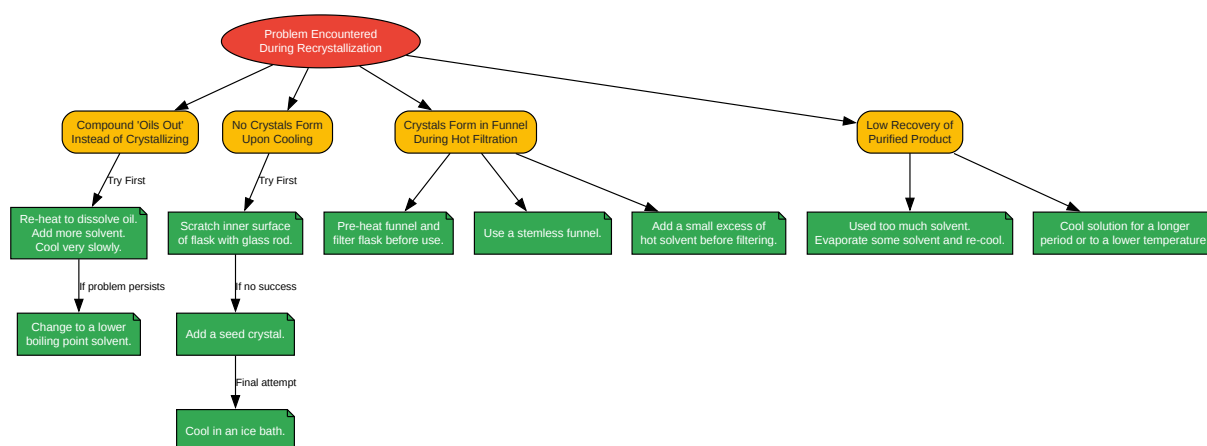 Problem Encountered
During Recrystallization
Compound 'Oils Out'
Instead of Crystallizing
No Crystals Form
Upon Cooling
Crystals Form in Funnel
During Hot Filtration
Low Recovery of
Purified Product
Try First
Try First
Re-heat to dissolve oil.
Add more solvent.
Cool very slowly.
Scratch inner surface
of flask with glass rod.
Pre-heat funnel and
filter flask before use.
Use a stemless funnel.
Add a small excess of
hot solvent before filtering.
Used too much solvent.
Evaporate some solvent and re-cool.
Cool solution for a longer
period or to a lower temperature
If problem persists
If no success
Change to a lower
boiling point solvent.
Add a seed crystal.
Final attempt
Cool in an ice bath.